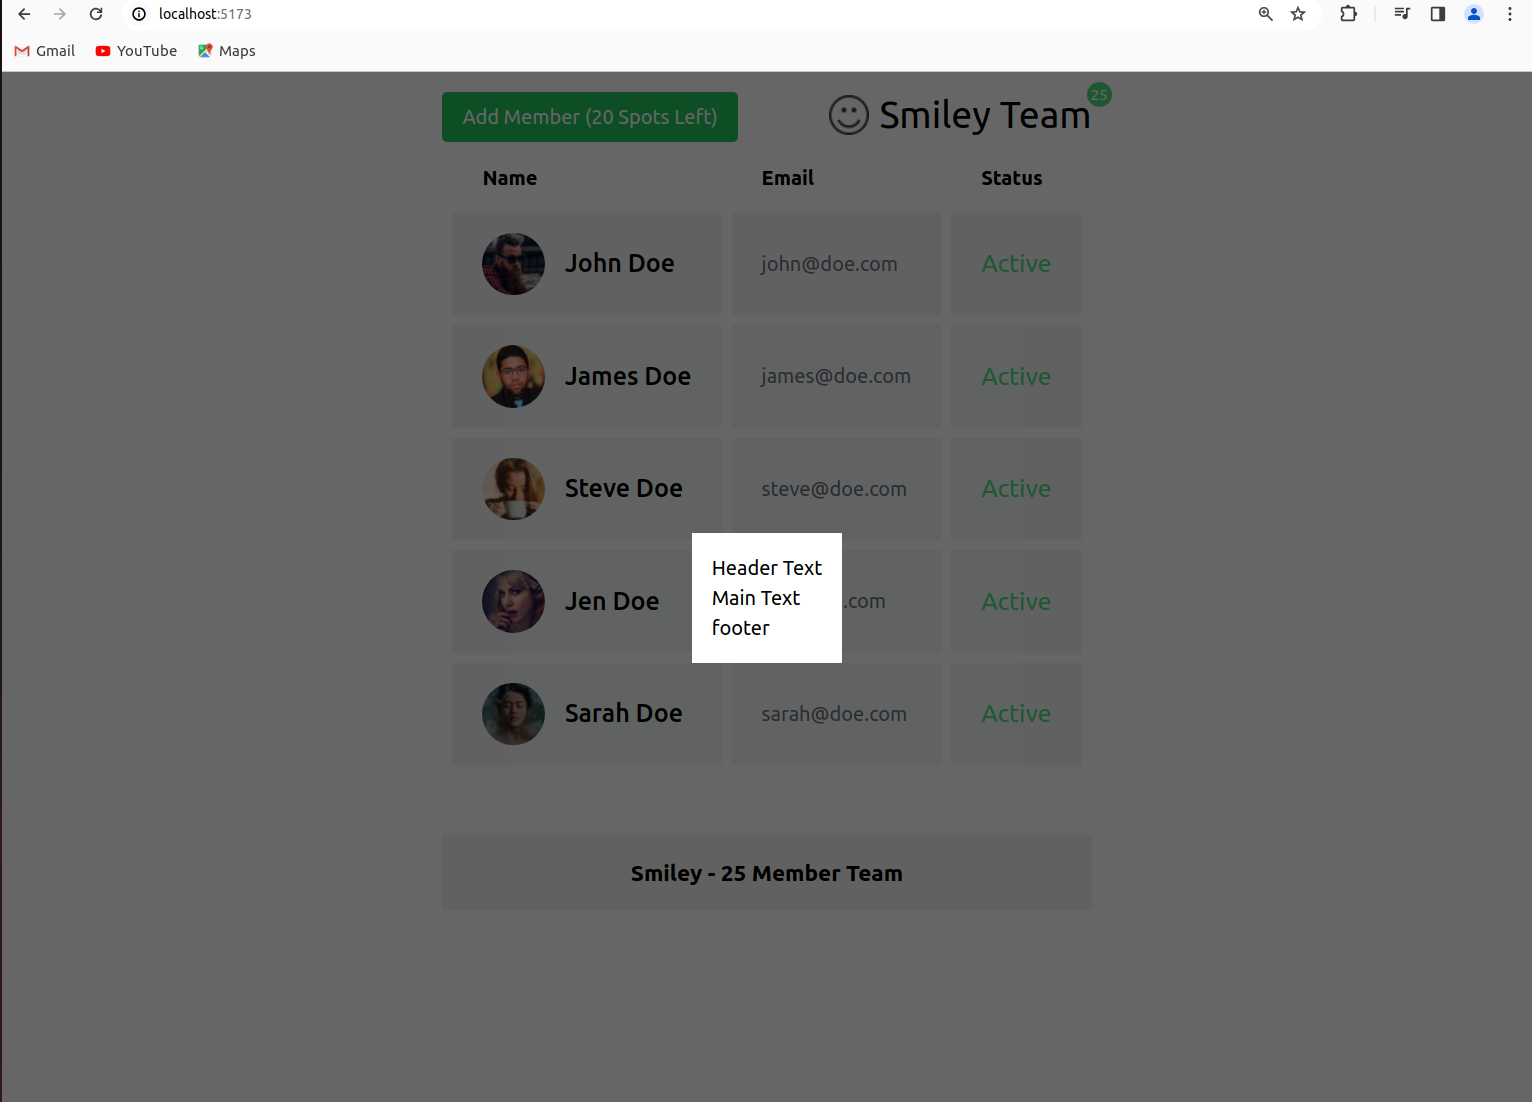 localhost:5173
Gmail YouTube Maps
Add Member (20 Spots Left) Smiley Team 25
Name Email Status
John Doe john@doe.com Active
James Doe james@doe.com Active
Steve Doe steve@doe.com Active
Header Text
Main Text
Jen Doe .com Active
footer
Sarah Doe sarah@doe.com Active
Smiley - 25 Member Team